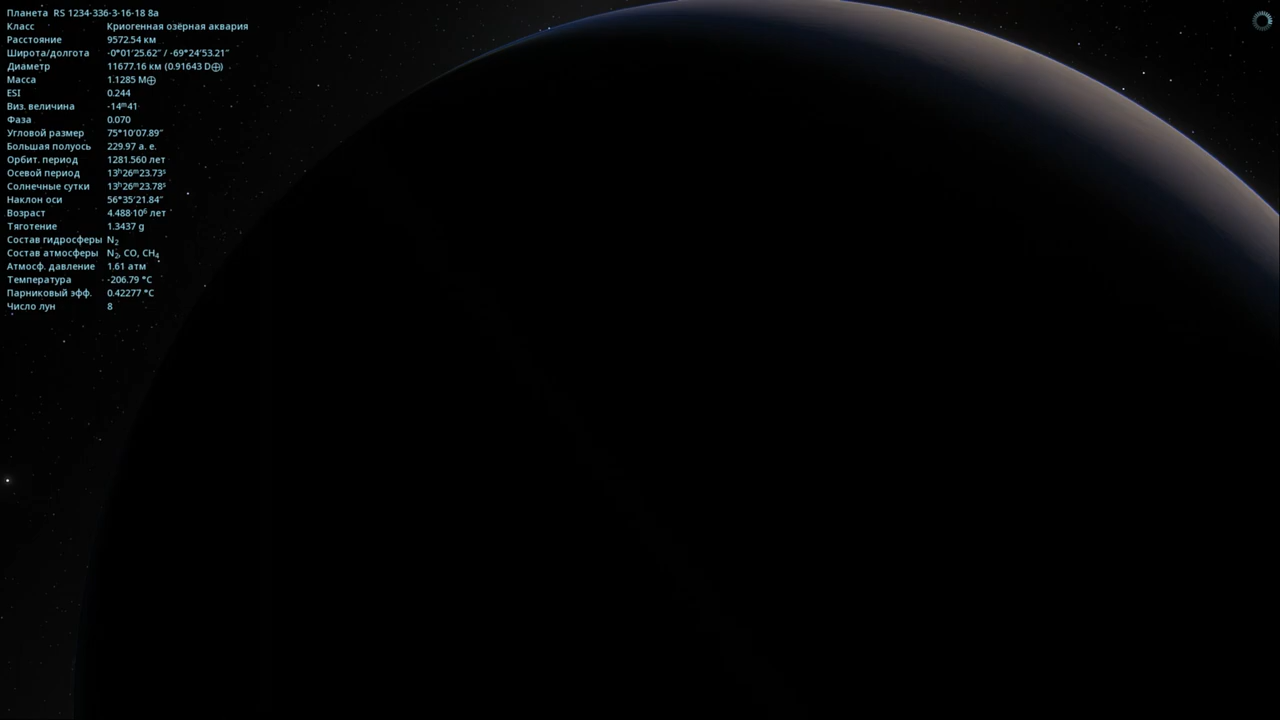 Планета RS 1234-336-3-16-18 8a
Класс Криогенная озёрная аквария
Расстояние 9572.54 км
Широта/долгота -0°01′25.62″ / -69°24′53.21″
Диаметр 11677.16 км (0.91643 D⊕)
Масса 1.1285 M⊕
ESI 0.244
Виз. величина -14ᵐ41
Фаза 0.070
Угловой размер 75°10′07.89″
Большая полуось 229.97 а. е.
Орбит. период 1281.560 лет
Осевой период 13ʰ26ᵐ23.73ˢ
Солнечные сутки 13ʰ26ᵐ23.78ˢ
Наклон оси 56°35′21.84″
Возраст 4.488·10⁶ лет
Тяготение 1.3437 g
Состав гидросферы N₂
Состав атмосферы N₂, CO, CH₄
Атмосф. давление 1.61 атм
Температура -206.79 °C
Парниковый эфф. 0.42277 °C
Число лун 8